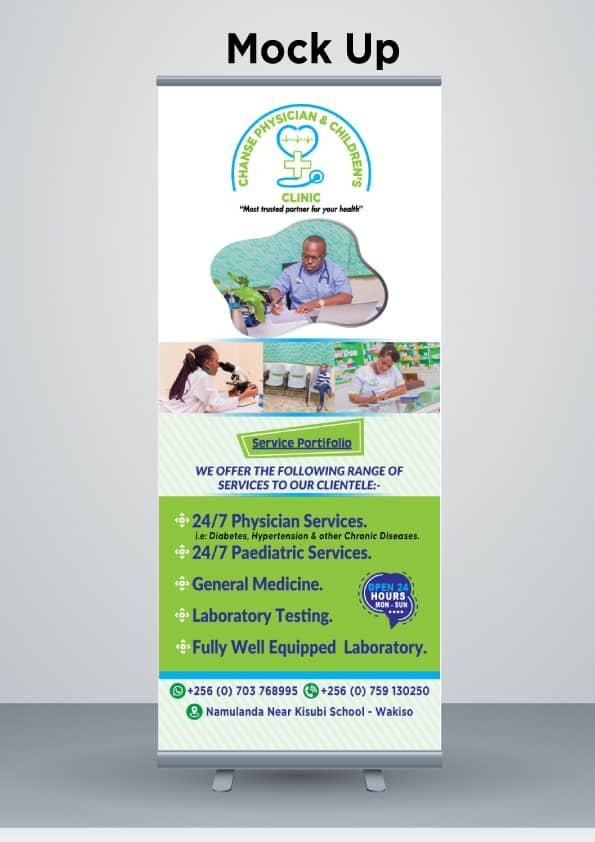 Mock Up
CHANSE PHYSICIAN & CHILDREN'S
CLINIC
"Most trusted partner for your health"
Service Portifolio
WE OFFER THE FOLLOWING RANGE OF
SERVICES TO OUR CLIENTELE:-
24/7 Physician Services.
i.e: Diabetes, Hypertension & other Chronic Diseases.
24/7 Paediatric Services.
General Medicine.
OPEN 24
HOURS
MON - SUN
Laboratory Testing.
Fully Well Equipped Laboratory.
+256 (0) 703 768995 +256 (0) 759 130250
Namulanda Near Kisubi School - Wakiso